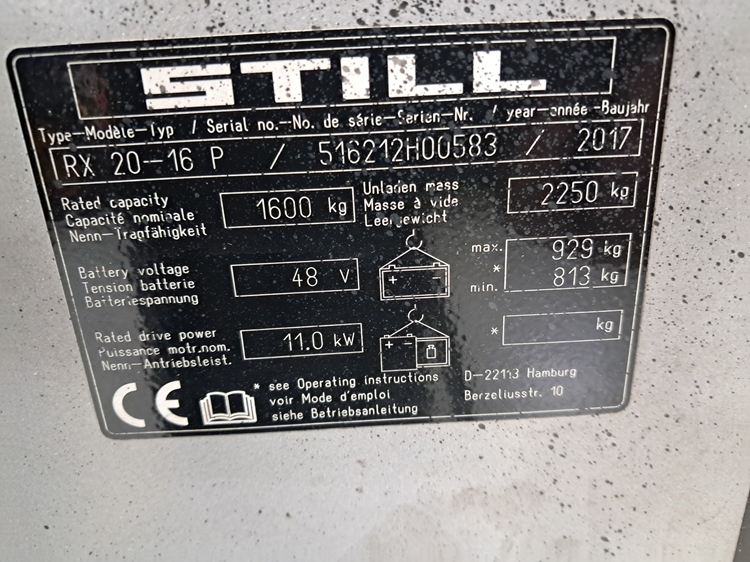 STILL
Type-Modèle-Typ / Serial no.-No. de série-Serien-Nr. / year-année-Baujahr
RX 20-16 P / 516212H00583 / 2017
Rated capacity
Capacité nominale
Nenn-Tragfähigkeit
1600 kg
Unladen mass
Masse à vide
Leergewicht
2250 kg
Battery voltage
Tension batterie
Batteriespannung
48 V
max. 929 kg
*
min. 813 kg
Rated drive power
Puissance motr.nom.
Nenn-Antriebsleist.
11.0 kW
* kg
CE
* see Operating instructions
voir Mode d'emploi
siehe Betriebsanleitung
D-22113 Hamburg
Berzeliusstr. 10